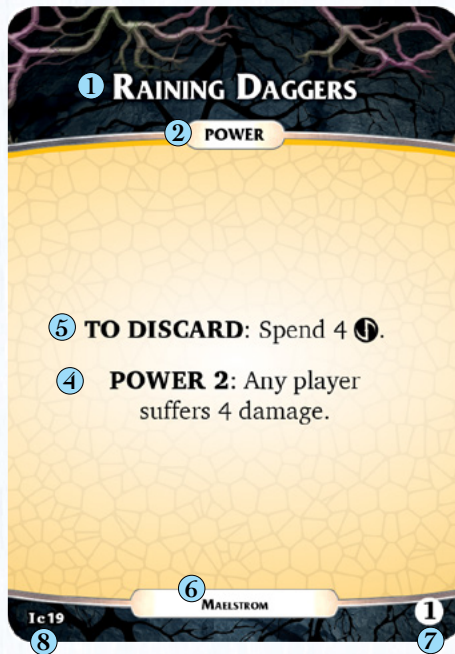 1 RAINING DAGGERS
2 POWER
5 TO DISCARD: Spend 4 .
4 POWER 2: Any player
suffers 4 damage.
6 MAELSTROM
Ic19 1
8 7